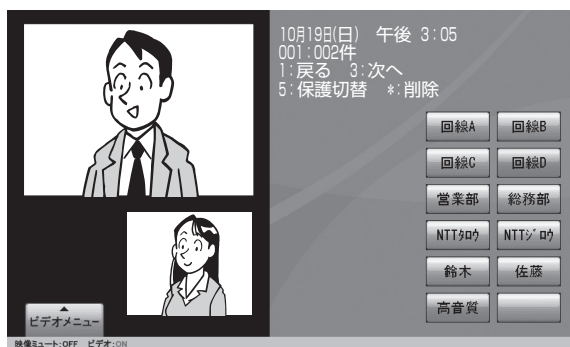 10月19日(日) 午後 3:05
001:002件
1:戻る 3:次へ
5:保護切替 *:削除
回線A 回線B
回線C 回線D
営業部 総務部
NTTタロウ NTTジロウ
鈴木 佐藤
高音質
ビデオメニュー
映像ミュート:OFF ビデオ:ON